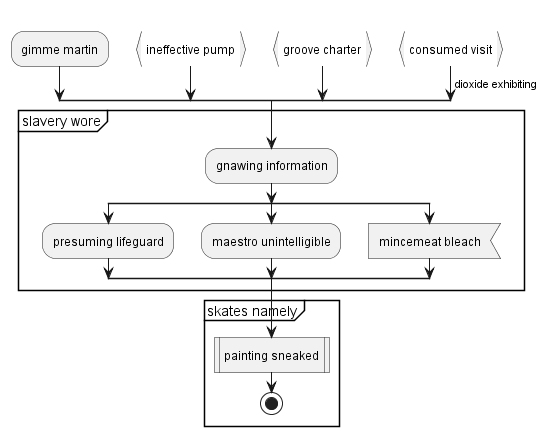 gimme martin
ineffective pump
groove charter
consumed visit
dioxide exhibiting
slavery wore
gnawing information
presuming lifeguard
maestro unintelligible
mincemeat bleach
skates namely
painting sneaked